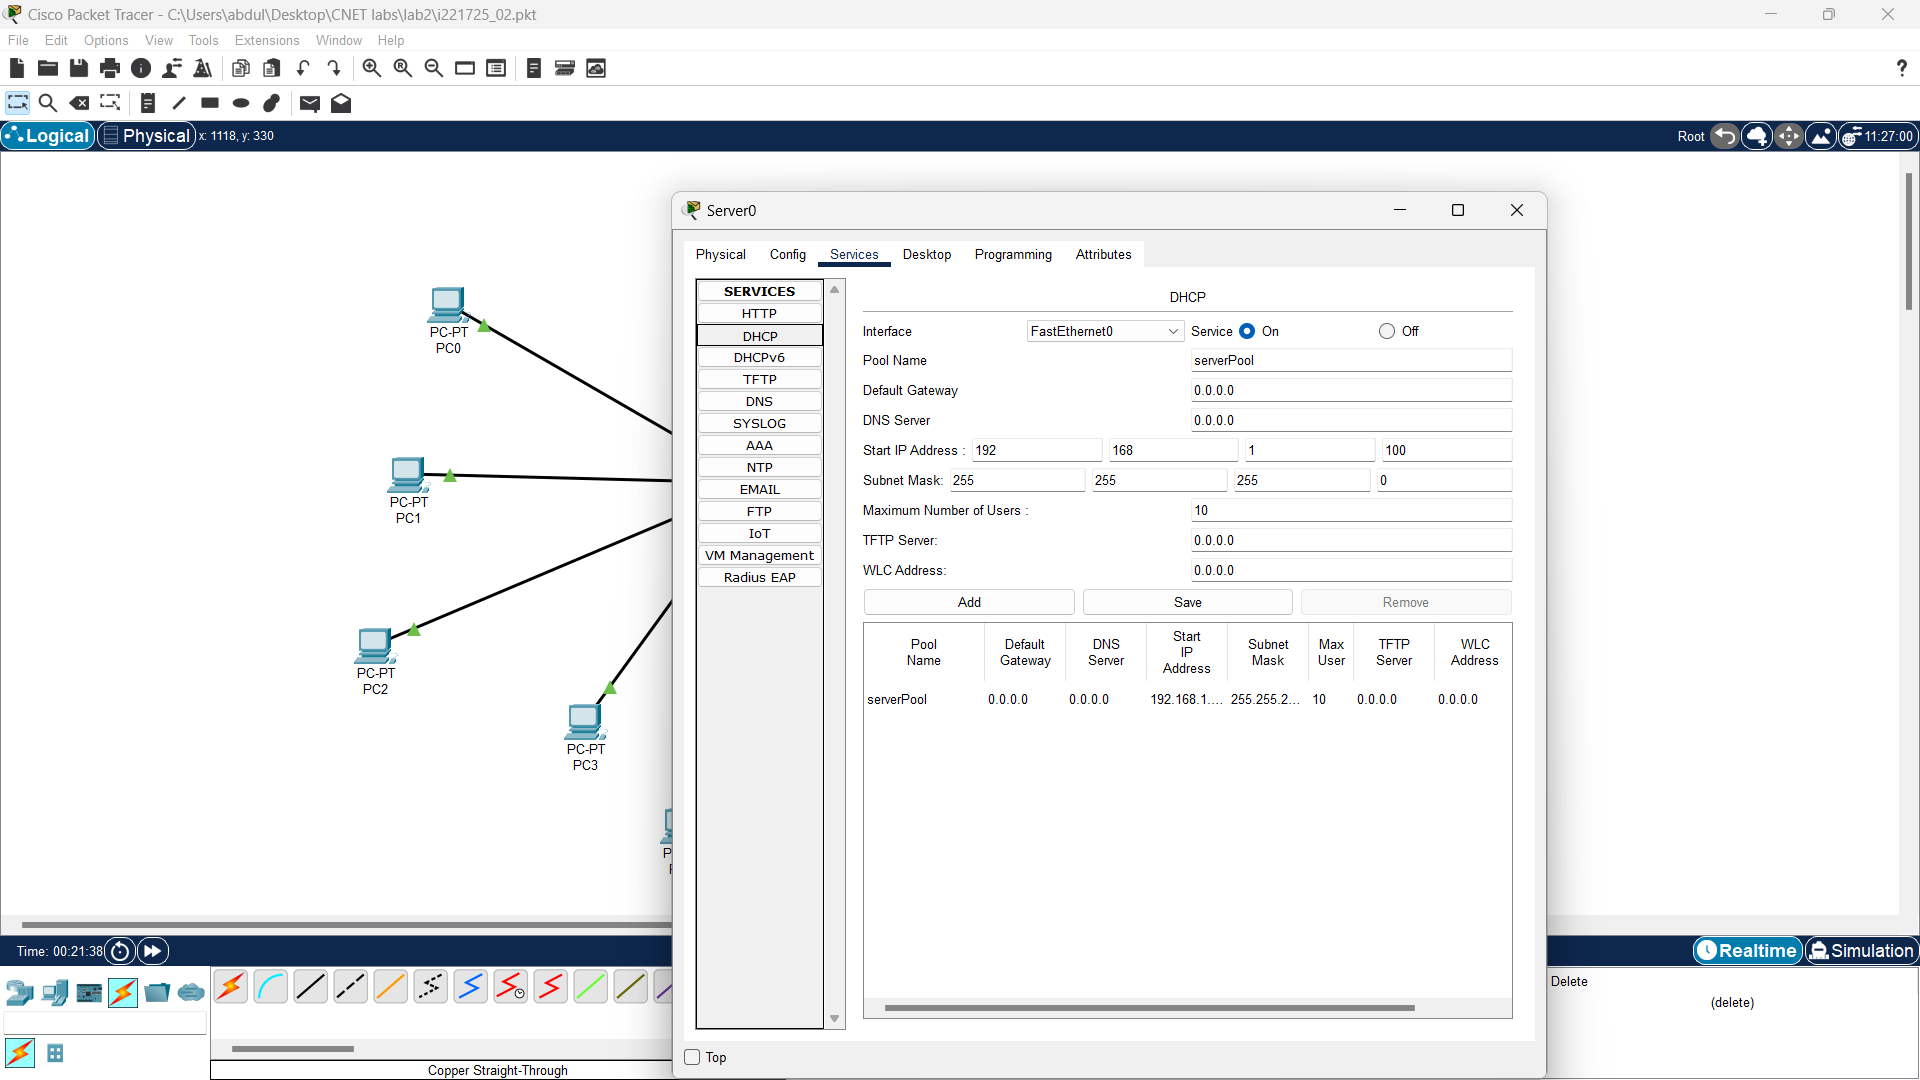 Cisco Packet Tracer - C:\Users\abdul\Desktop\CNET labs\lab2\i221725_02.pkt
File Edit Options View Tools Extensions Window Help
?
Logical Physical x: 1118, y: 330 Root 11:27:00
PC-PT
PC0
PC-PT
PC1
PC-PT
PC2
PC-PT
PC3
Server0
Physical Config Services Desktop Programming Attributes
SERVICES
HTTP
DHCP
DHCPv6
TFTP
DNS
SYSLOG
AAA
NTP
EMAIL
FTP
IoT
VM Management
Radius EAP
DHCP
Interface FastEthernet0 Service On Off
Pool Name serverPool
Default Gateway 0.0.0.0
DNS Server 0.0.0.0
Start IP Address : 192 168 1 100
Subnet Mask: 255 255 255 0
Maximum Number of Users : 10
TFTP Server: 0.0.0.0
WLC Address: 0.0.0.0
Add Save Remove
Pool Name Default Gateway DNS Server Start IP Address Subnet Mask Max User TFTP Server WLC Address
serverPool 0.0.0.0 0.0.0.0 192.168.1.... 255.255.2... 10 0.0.0.0 0.0.0.0
Top
Time: 00:21:38 Realtime Simulation
Copper Straight-Through
Delete
(delete)